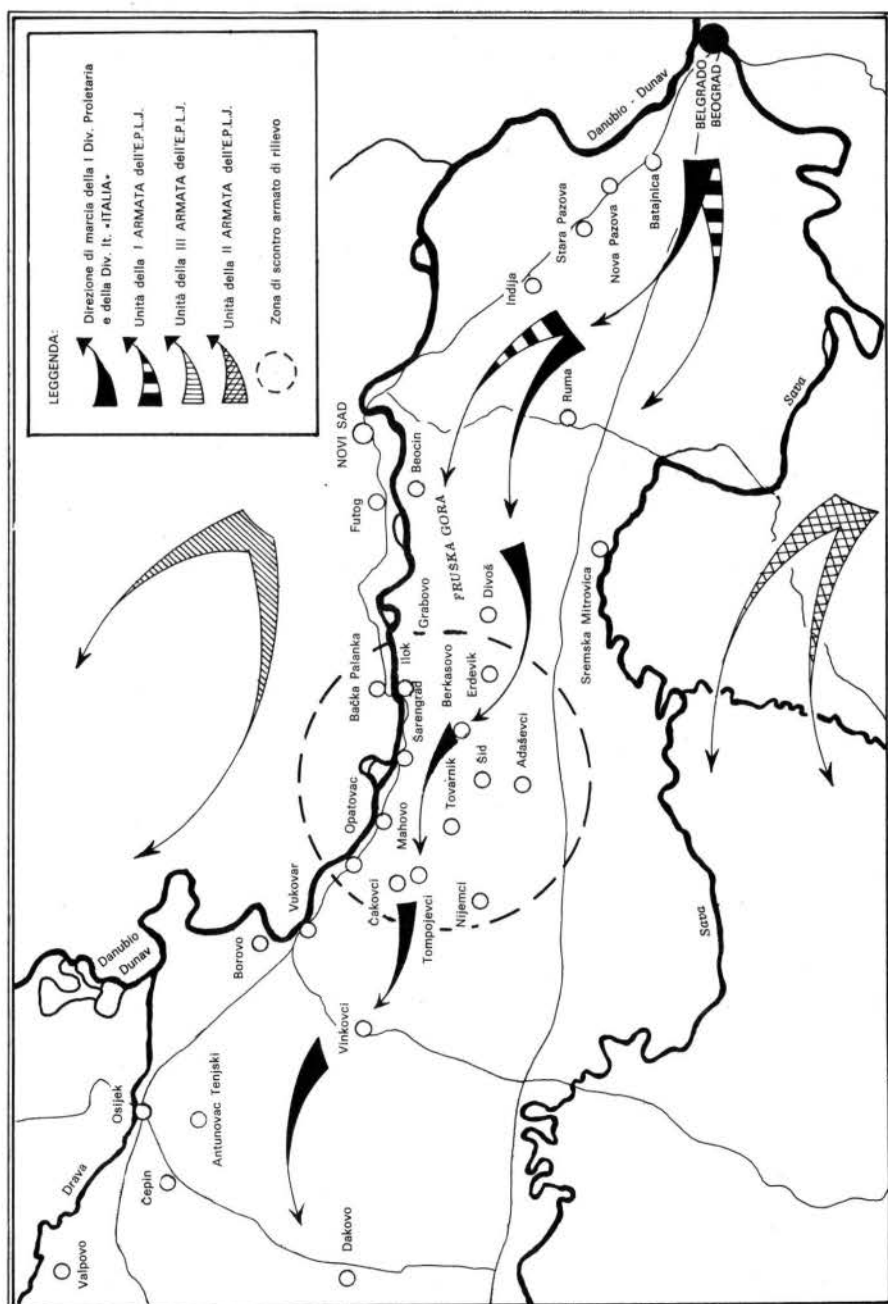 LEGGENDA:
Direzione di marcia della I Div. Proletaria
e della Div. It. «ITALIA»
Unità della I ARMATA dell'E.P.L.J.
Unità della III ARMATA dell'E.P.L.J.
Unità della II ARMATA dell'E.P.L.J.
Zona di scontro armato di rilievo
Valpovo
Drava
Osijek
Čepin
Antunovac Tenjski
Dakovo
Danubio
Dunav
Borovo
Vukovar
Vinkovci
Opatovac
Mahovo
Čakovci
Tompojevci
Nijemci
Bačka Palanka
Ilok
Šarengrad
Tovarnik
Šid
Adaševci
Berkasovo
Erdevik
Grabovo
Divoš
FRUŠKA GORA
NOVI SAD
Futog
Beocin
Ruma
Sremska Mitrovica
Indija
Stara Pazova
Nova Pazova
Batajnica
Danubio - Dunav
BELGRADO
BEOGRAD
Sava
Sava